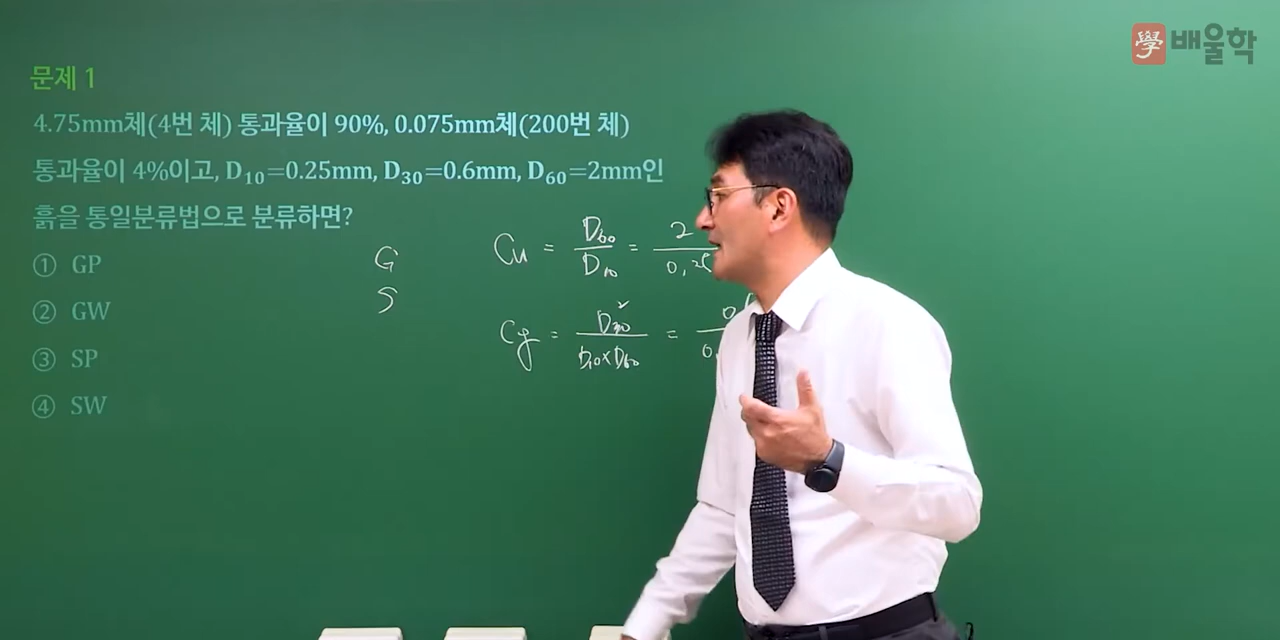 學 배울학
문제 1
4.75mm체(4번 체) 통과율이 90%, 0.075mm체(200번 체)
통과율이 4%이고, D₁₀=0.25mm, D₃₀=0.6mm, D₆₀=2mm인
흙을 통일분류법으로 분류하면?
① GP
② GW
③ SP
④ SW
G
S
Cu = D₆₀ / D₁₀ = 2 / 0.25
Cg = D₃₀² / D₁₀×D₆₀ =